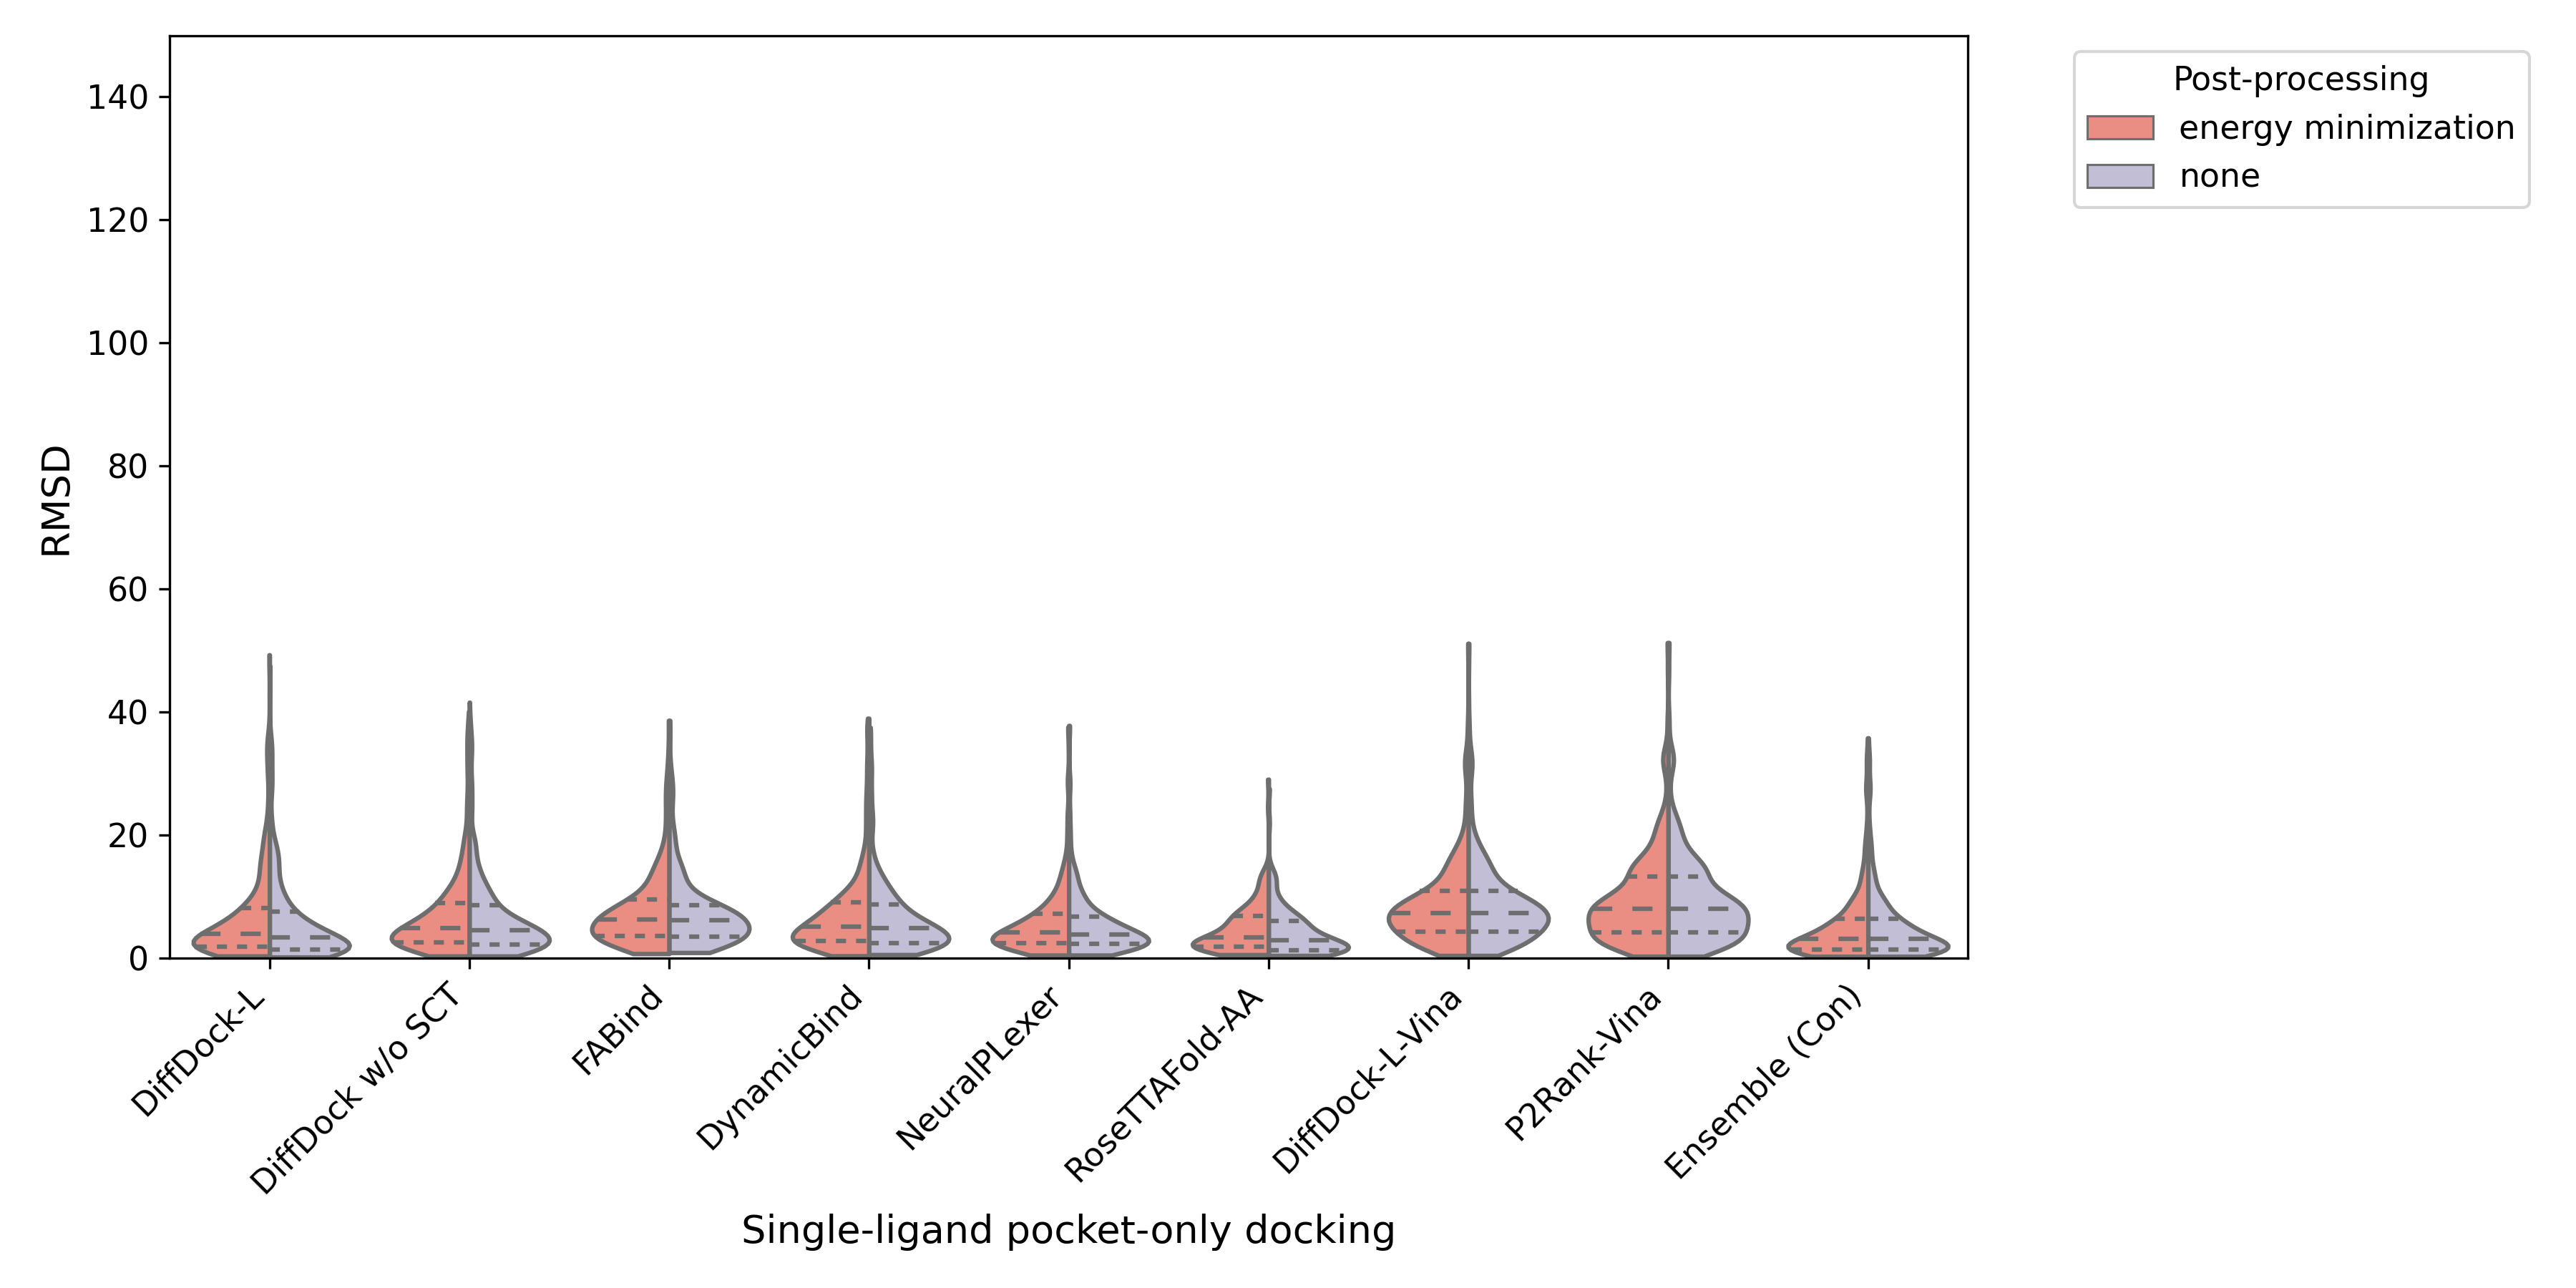 Post-processing
energy minimization
none
RMSD
140
120
100
80
60
40
20
0
DiffDock-L
DiffDock w/o SCT
FABind
DynamicBind
NeuralPLexer
RoseTTAFold-AA
DiffDock-L-Vina
P2Rank-Vina
Ensemble (Con)
Single-ligand pocket-only docking